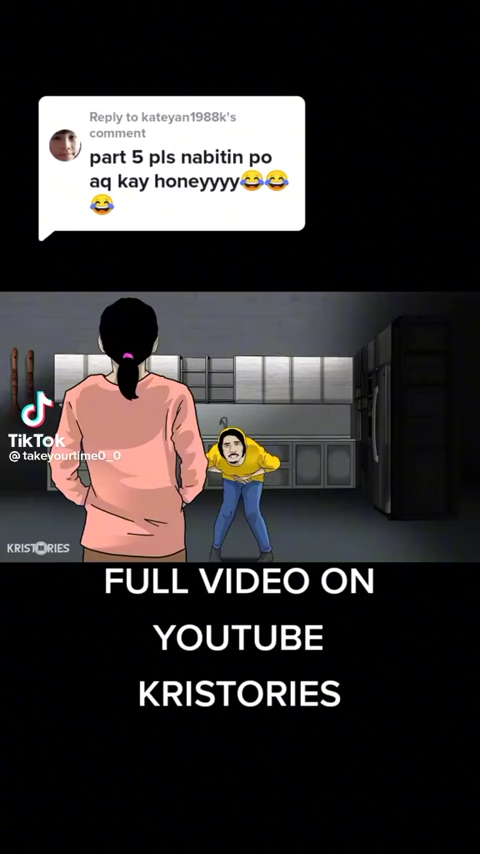 Reply to kateyan1988k's
comment
part 5 pls nabitin po
aq kay honeyyyy😂😂
😂
TikTok
@takeyourtime0_0
KRISTORIES
FULL VIDEO ON
YOUTUBE
KRISTORIES